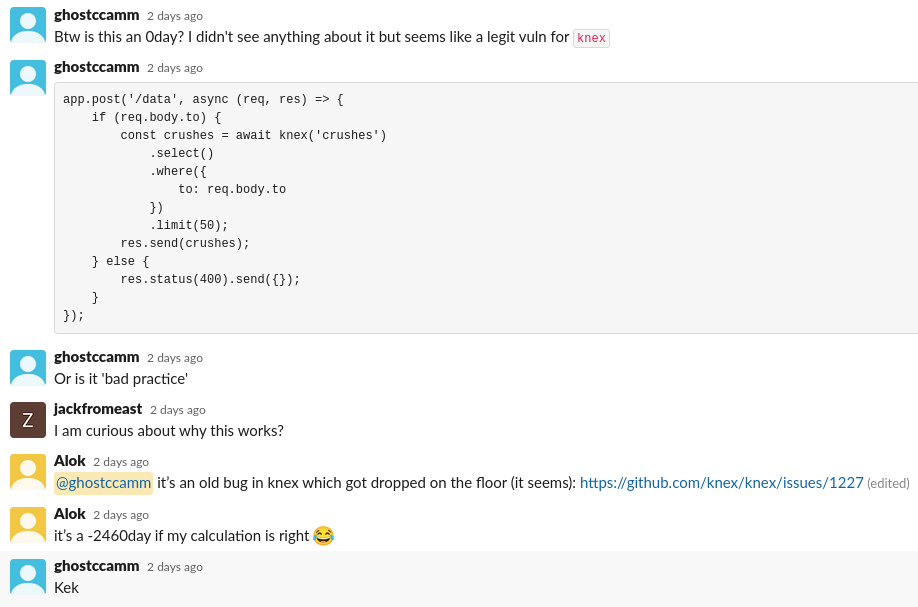 ghostccamm 2 days ago
Btw is this an 0day? I didn't see anything about it but seems like a legit vuln for knex
ghostccamm 2 days ago
app.post('/data', async (req, res) => {
    if (req.body.to) {
        const crushes = await knex('crushes')
            .select()
            .where({
                to: req.body.to
            })
            .limit(50);
        res.send(crushes);
    } else {
        res.status(400).send({});
    }
});
ghostccamm 2 days ago
Or is it 'bad practice'
Z
jackfromeast 2 days ago
I am curious about why this works?
Alok 2 days ago
@ghostccamm it's an old bug in knex which got dropped on the floor (it seems): https://github.com/knex/knex/issues/1227 (edited)
Alok 2 days ago
it's a -2460day if my calculation is right 😂
ghostccamm 2 days ago
Kek